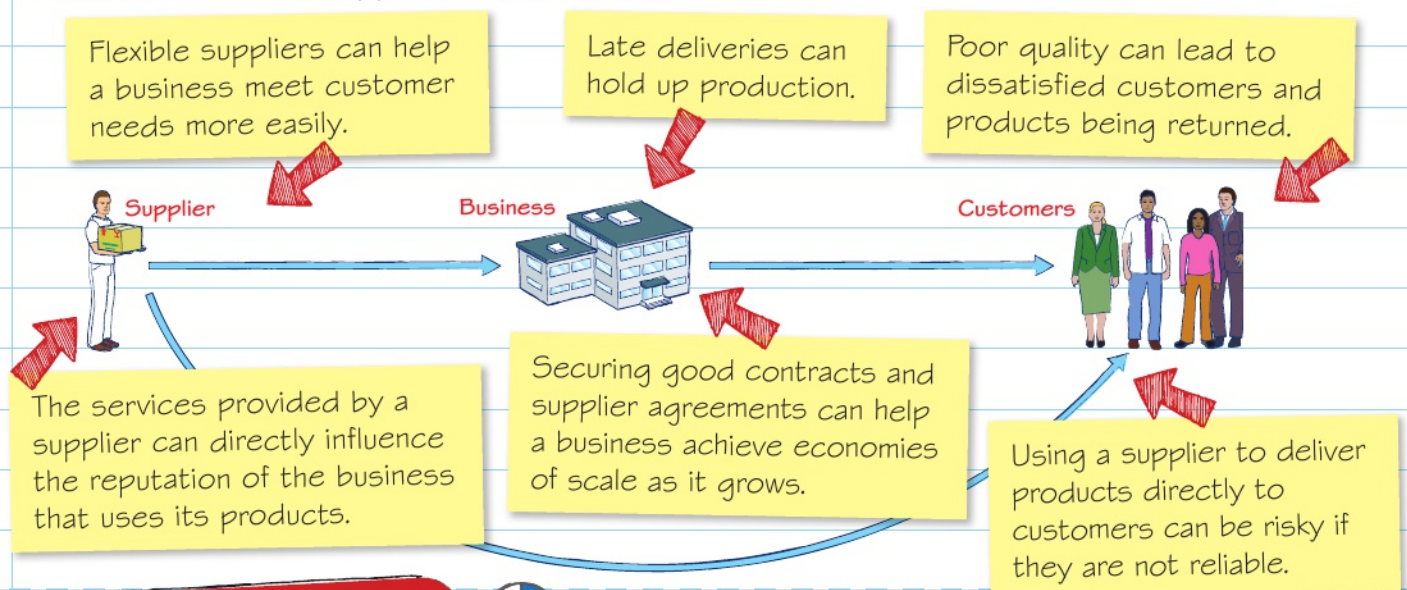 Flexible suppliers can help
a business meet customer
needs more easily.
Late deliveries can
hold up production.
Poor quality can lead to
dissatisfied customers and
products being returned.
Supplier
Business
Customers
The services provided by a
supplier can directly influence
the reputation of the business
that uses its products.
Securing good contracts and
supplier agreements can help
a business achieve economies
of scale as it grows.
Using a supplier to deliver
products directly to
customers can be risky if
they are not reliable.